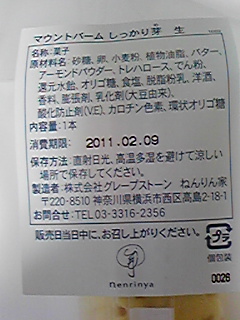 マウントバーム しっかり芽 生
名称:菓子
原材料名:砂糖、卵、小麦粉、植物油脂、バター、
アーモンドパウダー、トレハロース、でん粉、
還元水飴、オリゴ糖、食塩、脱脂粉乳、洋酒、
香料、膨張剤、乳化剤(大豆由来)、
酸化防止剤(V.E)、カロチン色素、環状オリゴ糖
内容量:1本
消費期限: 2011.02.09
保存方法:直射日光、高温多湿を避けて涼しい
場所で保存してください。
製造者:株式会社グレープストーン ねんりん家
〒220-8510 神奈川県横浜市西区高島2-18-1
お問合せ:TEL 03-3316-2356
販売日当日中に、お召し上がりください。
nenrinya
プラ
個包装
0026